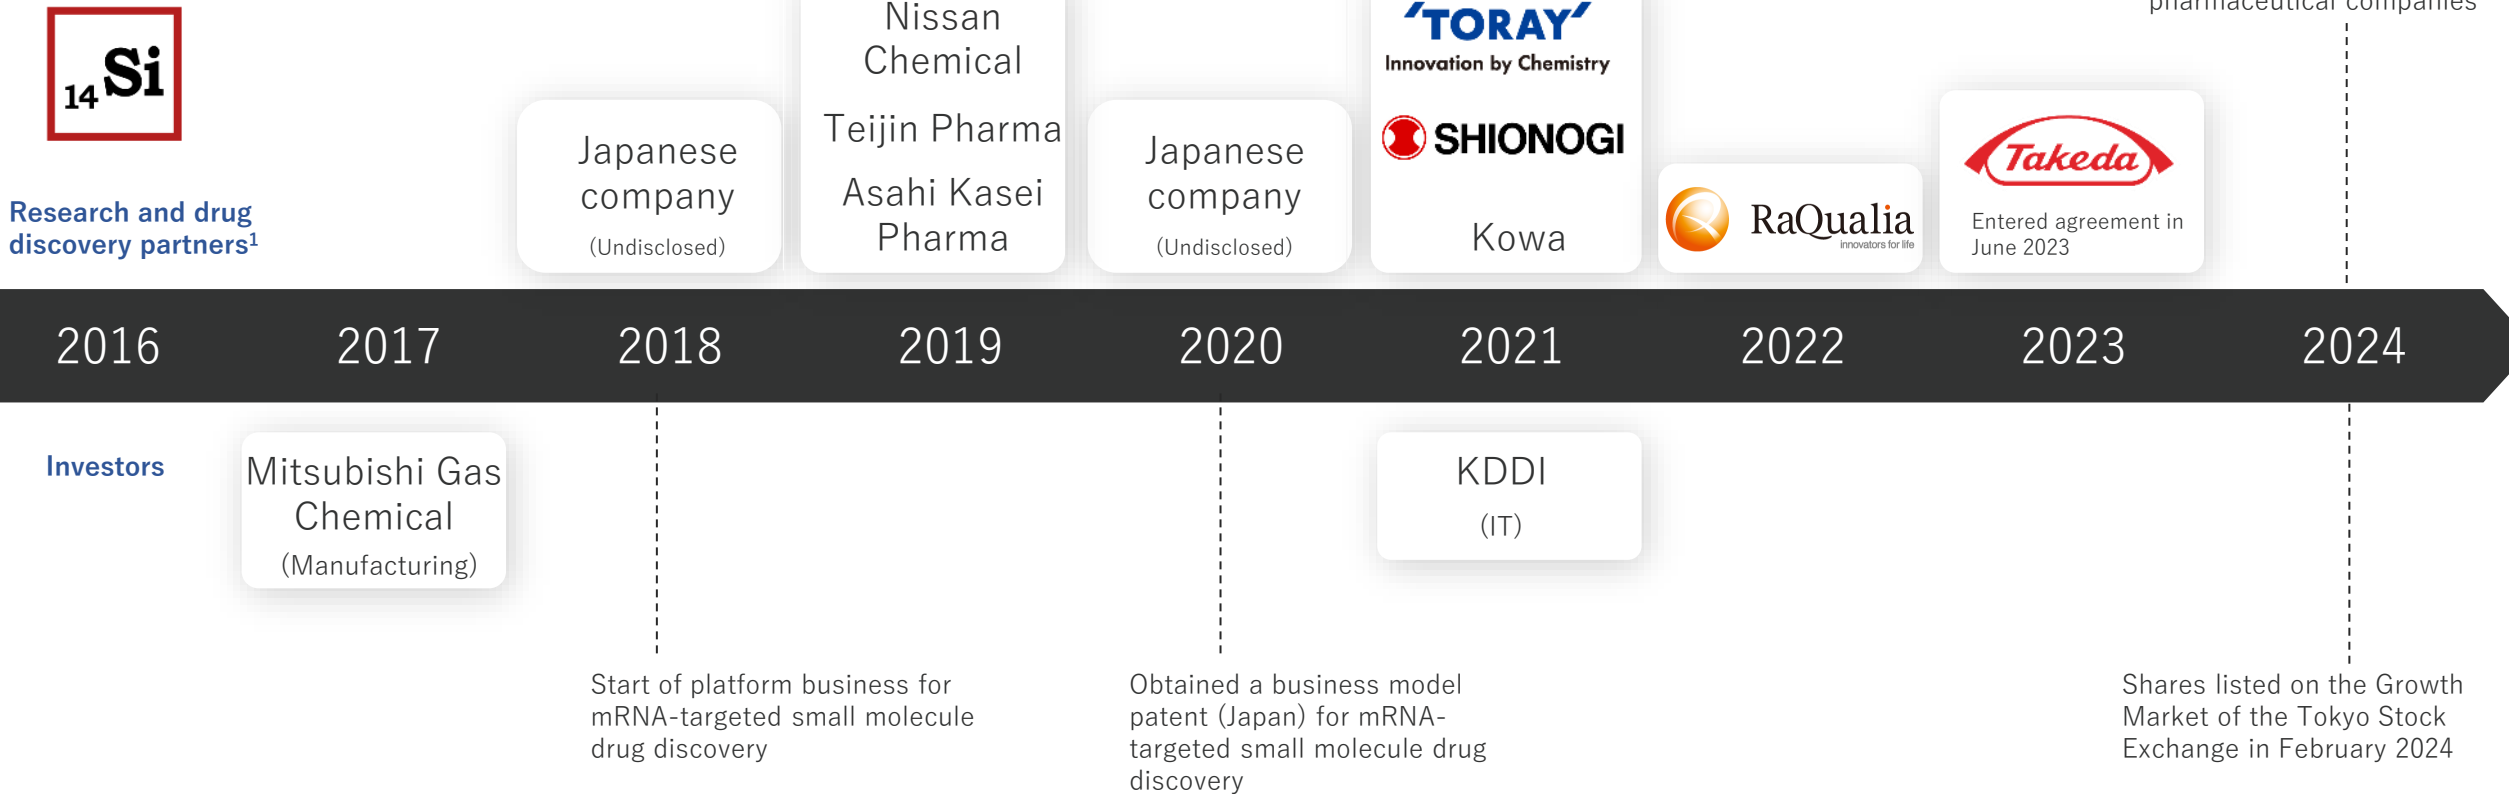 pharmaceutical companies
14Si
Research and drug
discovery partners1
Japanese
company
(Undisclosed)
Nissan
Chemical
Teijin Pharma
Asahi Kasei
Pharma
Japanese
company
(Undisclosed)
'TORAY'
Innovation by Chemistry
SHIONOGI
Kowa
RaQualia
innovators for life
Takeda
Entered agreement in
June 2023
2016 2017 2018 2019 2020 2021 2022 2023 2024
Investors
Mitsubishi Gas
Chemical
(Manufacturing)
KDDI
(IT)
Start of platform business for
mRNA-targeted small molecule
drug discovery
Obtained a business model
patent (Japan) for mRNA-
targeted small molecule drug
discovery
Shares listed on the Growth
Market of the Tokyo Stock
Exchange in February 2024